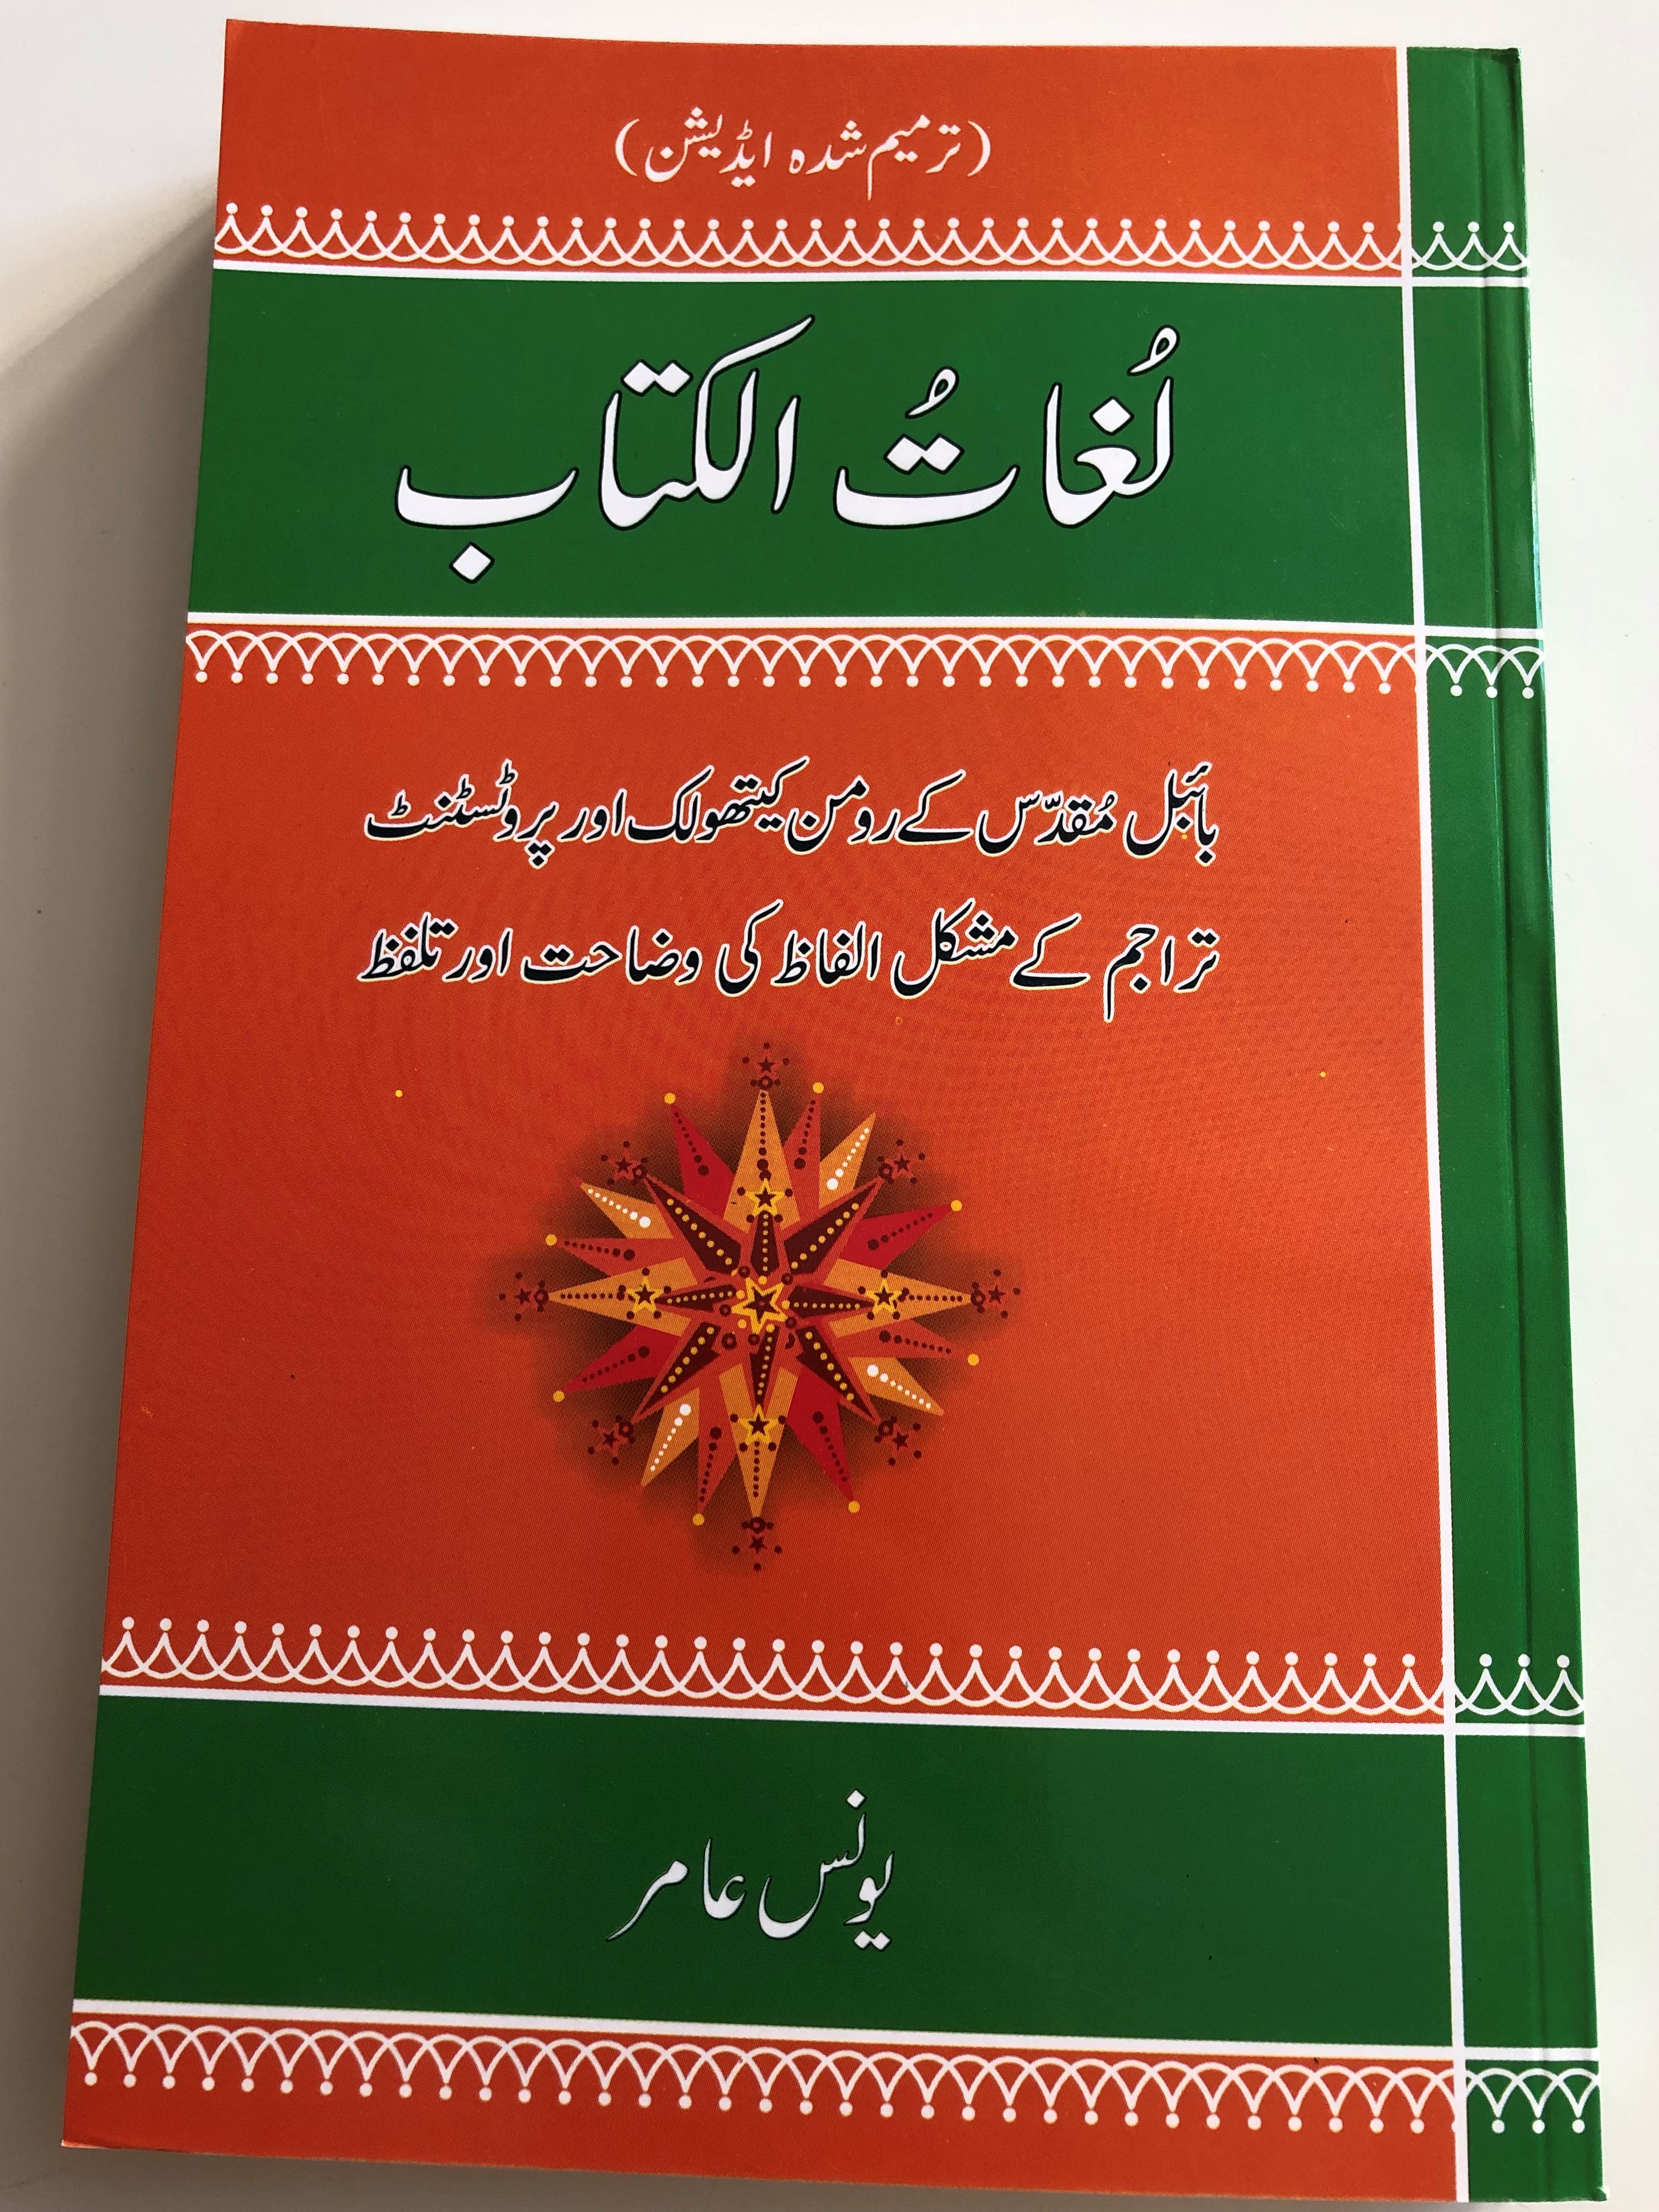 (ترمیم شدہ ایڈیشن)
لُغاتُ الکتاب
بائبل مُقدّس کے رومن کیتھولک اور پروٹسٹنٹ
تراجم کے مشکل الفاظ کی وضاحت اور تلفظ
یونس عامر